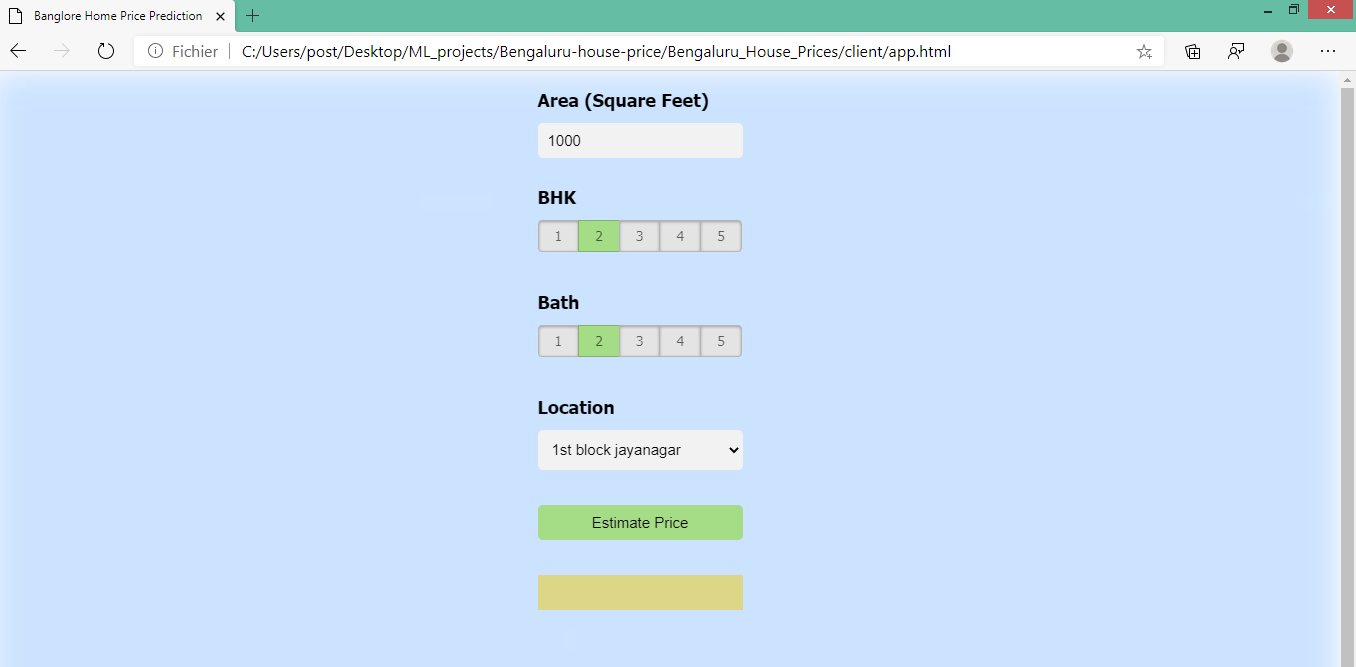 Banglore Home Price Prediction
Fichier C:/Users/post/Desktop/ML_projects/Bengaluru-house-price/Bengaluru_House_Prices/client/app.html
Area (Square Feet)
1000
BHK
1 2 3 4 5
Bath
1 2 3 4 5
Location
1st block jayanagar
Estimate Price